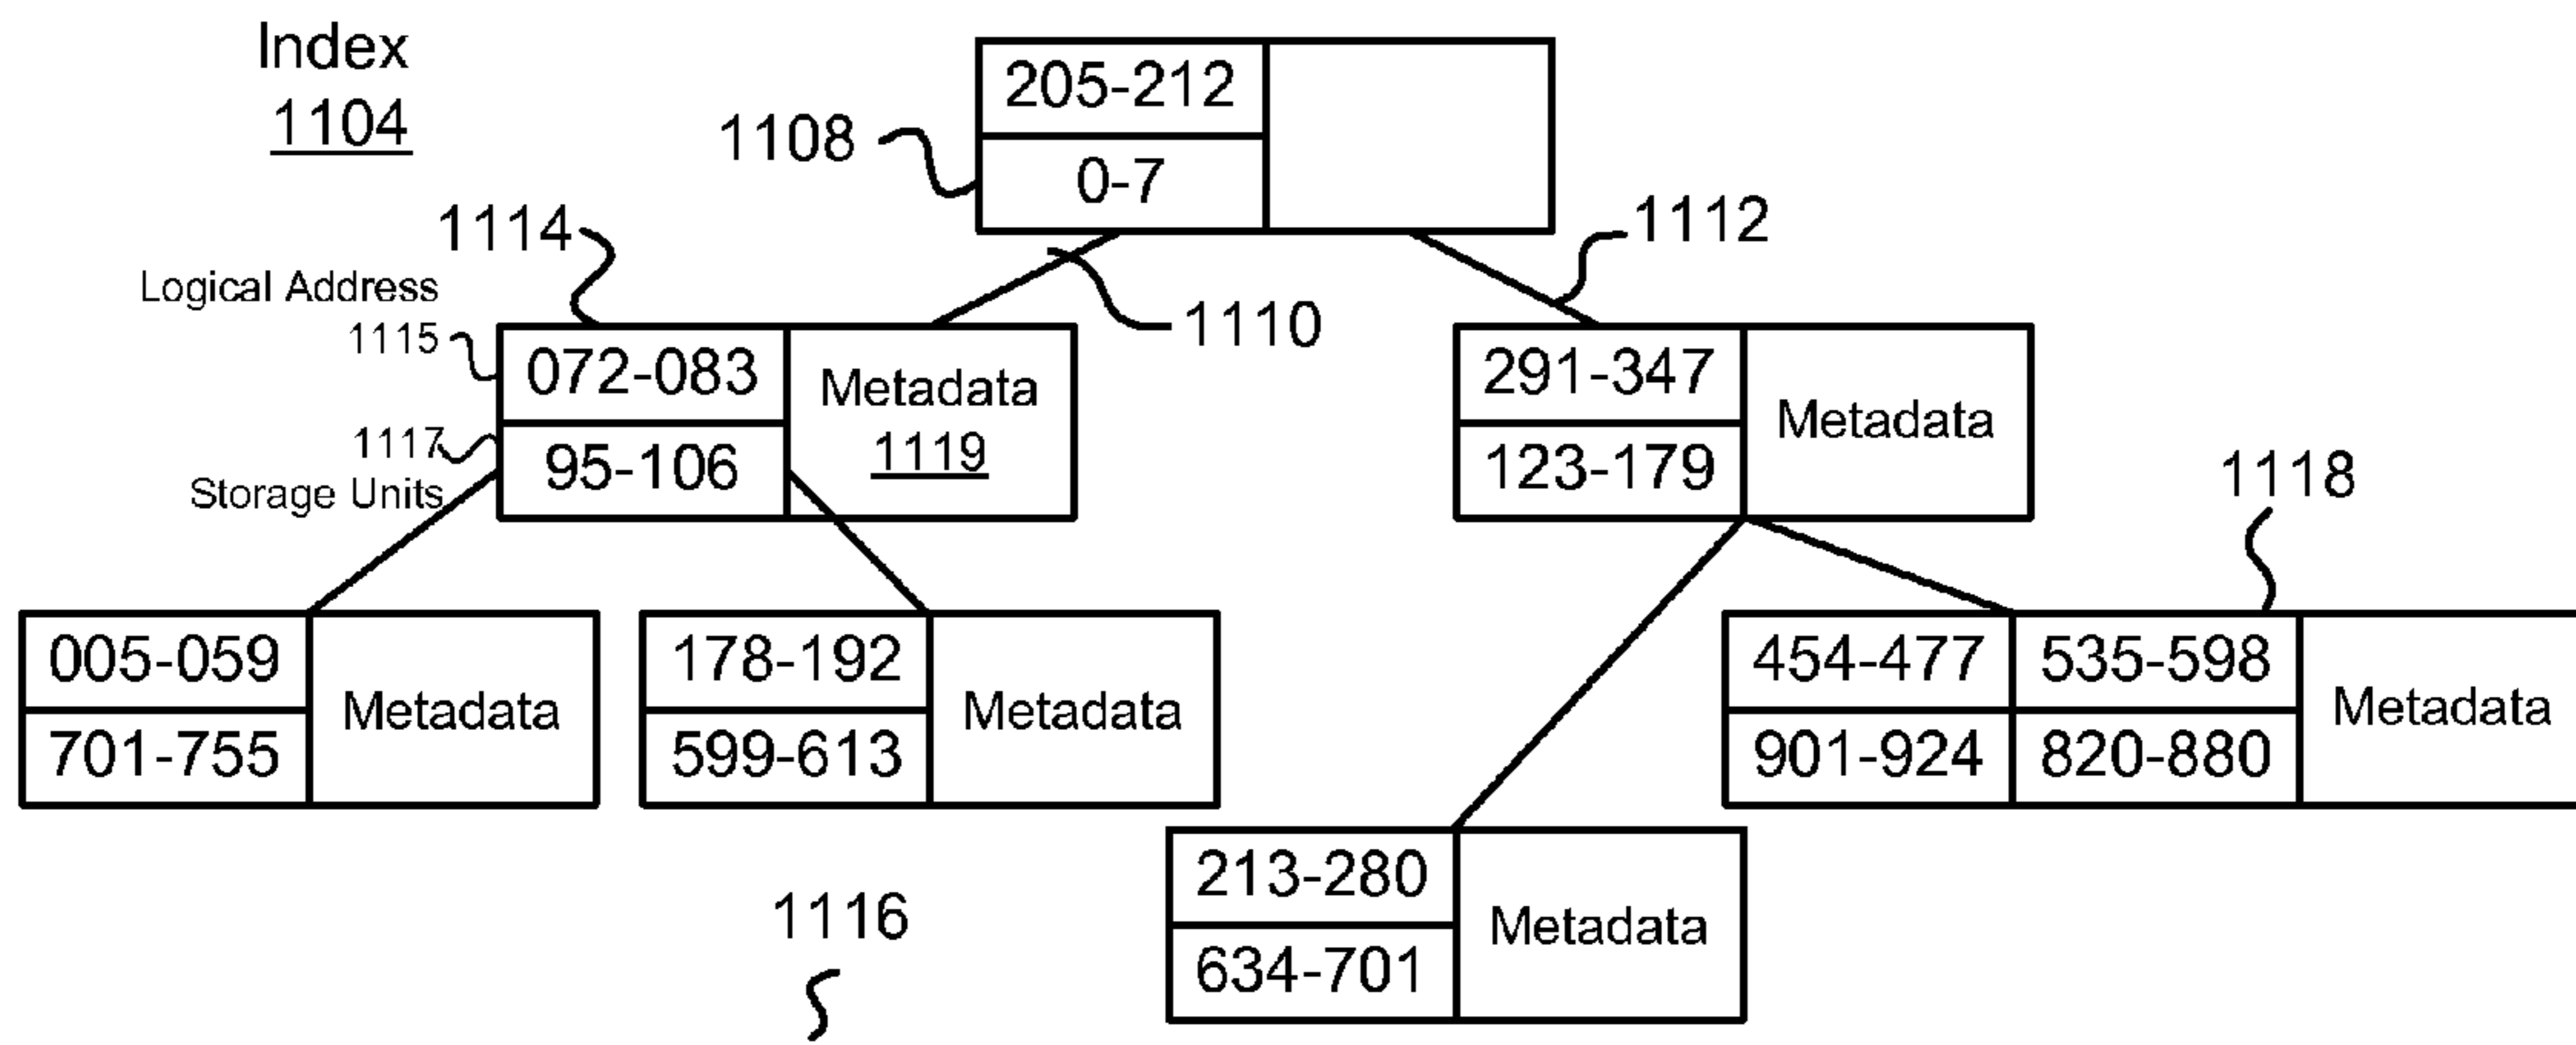 Index
1104
205-212
0-7
1108
1112
1114
1110
Logical Address
1115
072-083
Metadata
1119
1117
95-106
Storage Units
291-347
Metadata
123-179
1118
005-059
Metadata
701-755
178-192
Metadata
599-613
454-477
535-598
Metadata
901-924
820-880
213-280
Metadata
634-701
1116